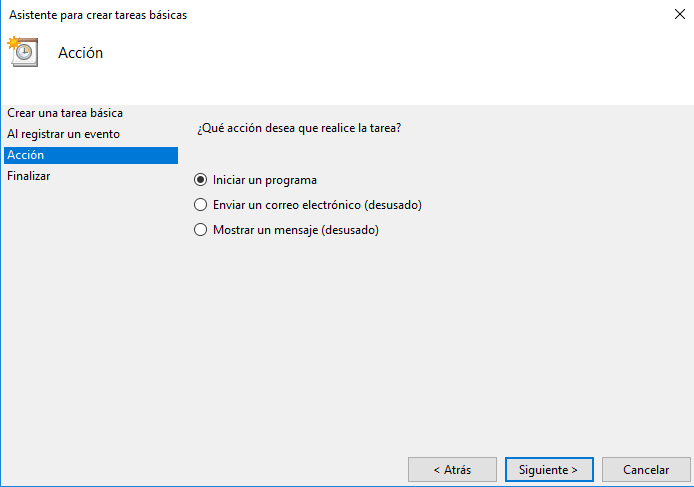 Asistente para crear tareas básicas
Acción
Crear una tarea básica
Al registrar un evento
Acción
Finalizar
¿Qué acción desea que realice la tarea?
Iniciar un programa
Enviar un correo electrónico (desusado)
Mostrar un mensaje (desusado)
< Atrás
Siguiente >
Cancelar